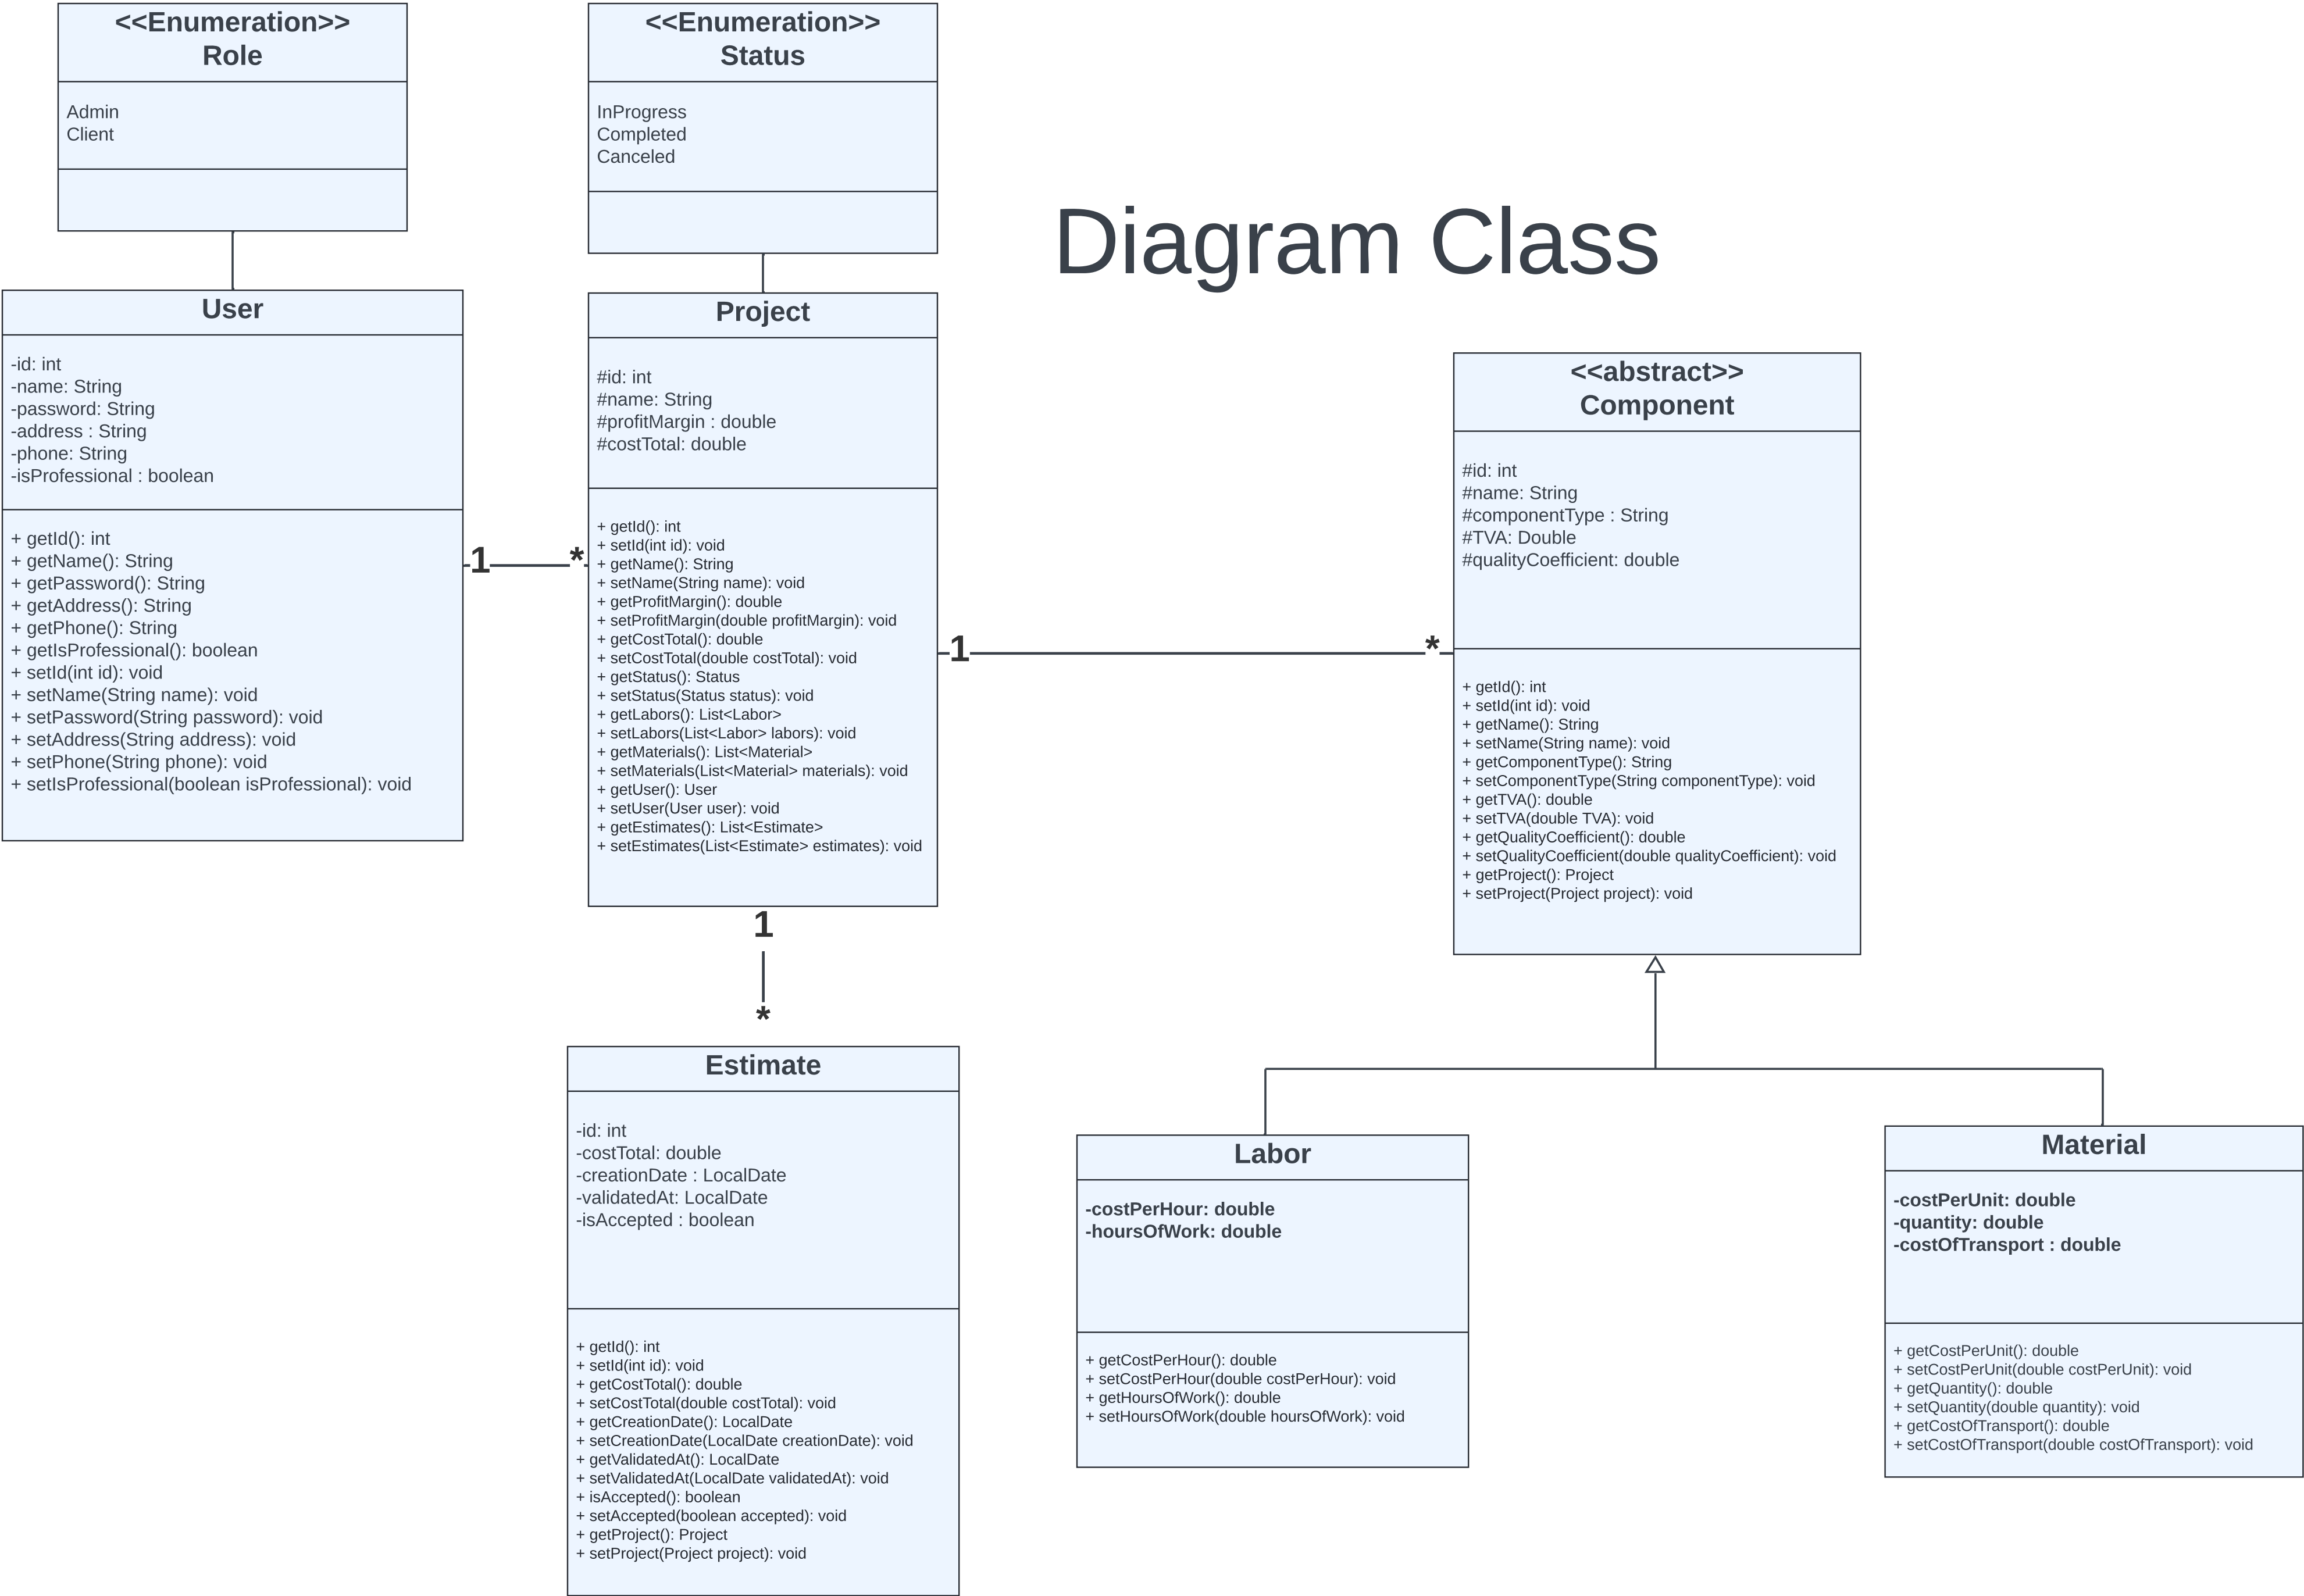 <<Enumeration>>
Role
Admin
Client
<<Enumeration>>
Status
InProgress
Completed
Canceled
Diagram Class
User
-id: int
-name: String
-password: String
-address : String
-phone: String
-isProfessional : boolean
+ getId(): int
+ getName(): String
+ getPassword(): String
+ getAddress(): String
+ getPhone(): String
+ getIsProfessional(): boolean
+ setId(int id): void
+ setName(String name): void
+ setPassword(String password): void
+ setAddress(String address): void
+ setPhone(String phone): void
+ setIsProfessional(boolean isProfessional): void
1
*
Project
#id: int
#name: String
#profitMargin : double
#costTotal: double
+ getId(): int
+ setId(int id): void
+ getName(): String
+ setName(String name): void
+ getProfitMargin(): double
+ setProfitMargin(double profitMargin): void
+ getCostTotal(): double
+ setCostTotal(double costTotal): void
+ getStatus(): Status
+ setStatus(Status status): void
+ getLabors(): List<Labor>
+ setLabors(List<Labor> labors): void
+ getMaterials(): List<Material>
+ setMaterials(List<Material> materials): void
+ getUser(): User
+ setUser(User user): void
+ getEstimates(): List<Estimate>
+ setEstimates(List<Estimate> estimates): void
1
*
<<abstract>>
Component
#id: int
#name: String
#componentType : String
#TVA: Double
#qualityCoefficient: double
+ getId(): int
+ setId(int id): void
+ getName(): String
+ setName(String name): void
+ getComponentType(): String
+ setComponentType(String componentType): void
+ getTVA(): double
+ setTVA(double TVA): void
+ getQualityCoefficient(): double
+ setQualityCoefficient(double qualityCoefficient): void
+ getProject(): Project
+ setProject(Project project): void
1
*
Estimate
-id: int
-costTotal: double
-creationDate : LocalDate
-validatedAt: LocalDate
-isAccepted : boolean
+ getId(): int
+ setId(int id): void
+ getCostTotal(): double
+ setCostTotal(double costTotal): void
+ getCreationDate(): LocalDate
+ setCreationDate(LocalDate creationDate): void
+ getValidatedAt(): LocalDate
+ setValidatedAt(LocalDate validatedAt): void
+ isAccepted(): boolean
+ setAccepted(boolean accepted): void
+ getProject(): Project
+ setProject(Project project): void
Labor
-costPerHour: double
-hoursOfWork: double
+ getCostPerHour(): double
+ setCostPerHour(double costPerHour): void
+ getHoursOfWork(): double
+ setHoursOfWork(double hoursOfWork): void
Material
-costPerUnit: double
-quantity: double
-costOfTransport : double
+ getCostPerUnit(): double
+ setCostPerUnit(double costPerUnit): void
+ getQuantity(): double
+ setQuantity(double quantity): void
+ getCostOfTransport(): double
+ setCostOfTransport(double costOfTransport): void